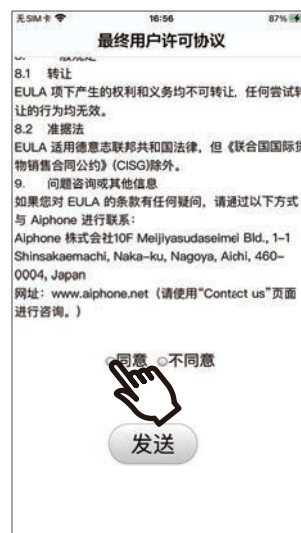 无SIM卡 16:56 87%
最终用户许可协议
8.1 转让
EULA 项下产生的权利和义务均不可转让，任何尝试转
让的行为均无效。
8.2 准据法
EULA 适用德意志联邦共和国法律，但《联合国国际货
物销售合同公约》(CISG)除外。
9. 问题咨询或其他信息
如果您对 EULA 的条款有任何疑问，请通过以下方式
与 Aiphone 进行联系：
Aiphone 株式会社10F Meijiyasudaseimei Bld., 1-1
Shinsakaemachi, Naka-ku, Nagoya, Aichi, 460-
0004, Japan
网址：www.aiphone.net（请使用“Contact us”页面
进行咨询。）
同意 不同意
发送